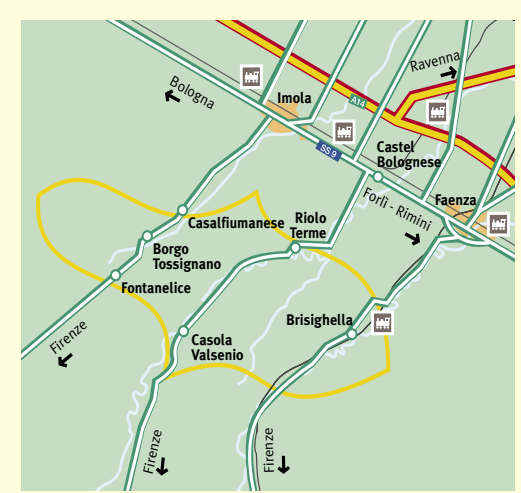 Ravenna
Bologna
Imola
A14
SS 9
Castel
Bolognese
Forlì - Rimini
Faenza
Casalfiumanese
Riolo
Terme
Borgo
Tossignano
Fontanelice
Brisighella
Firenze
Casola
Valsenio
Firenze
Firenze